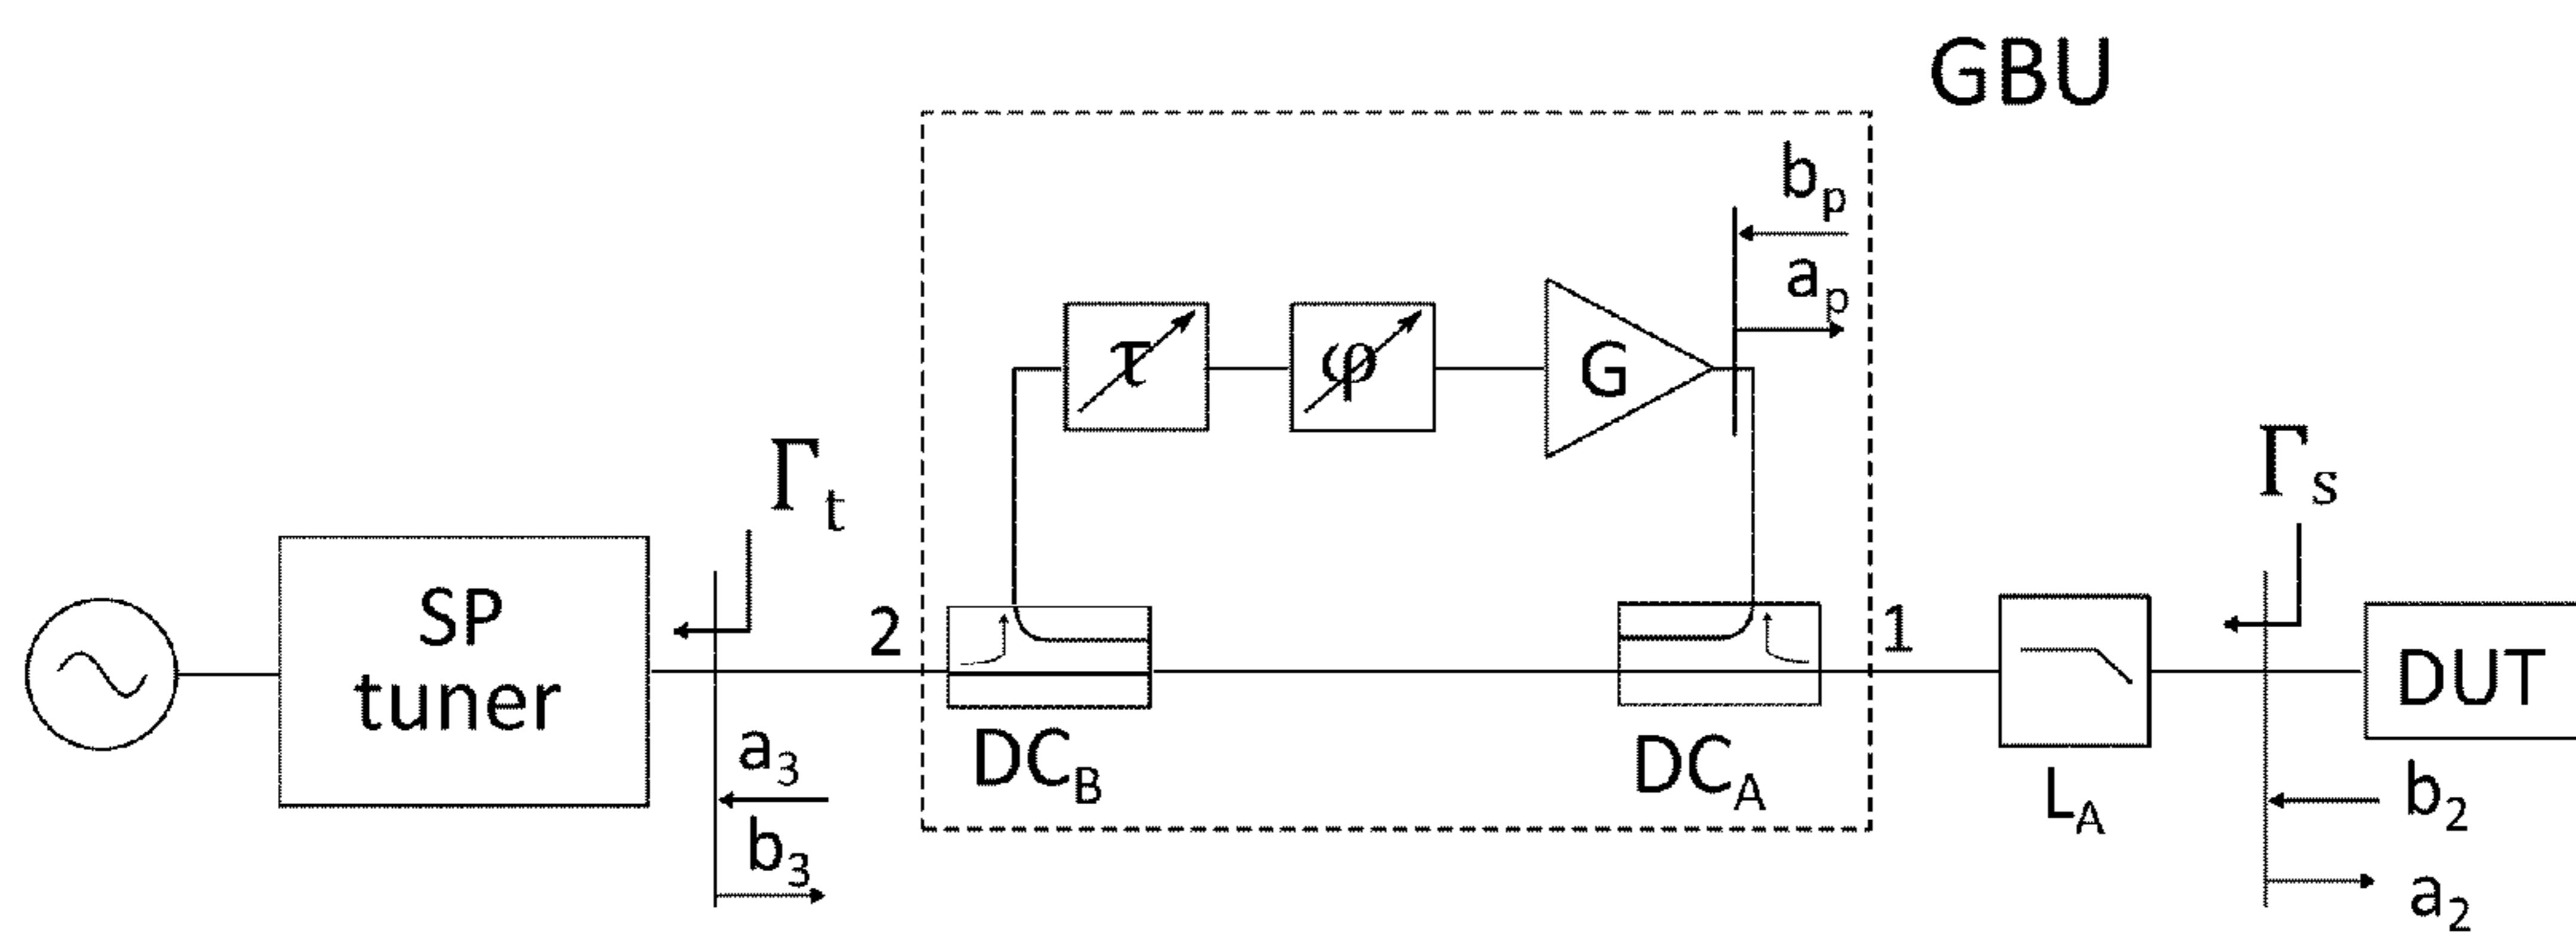 GBU
b_p
a_p
τ
φ
G
Γ_t
Γ_s
SP
tuner
2
1
DUT
a_3
b_3
DC_B
DC_A
L_A
b_2
a_2